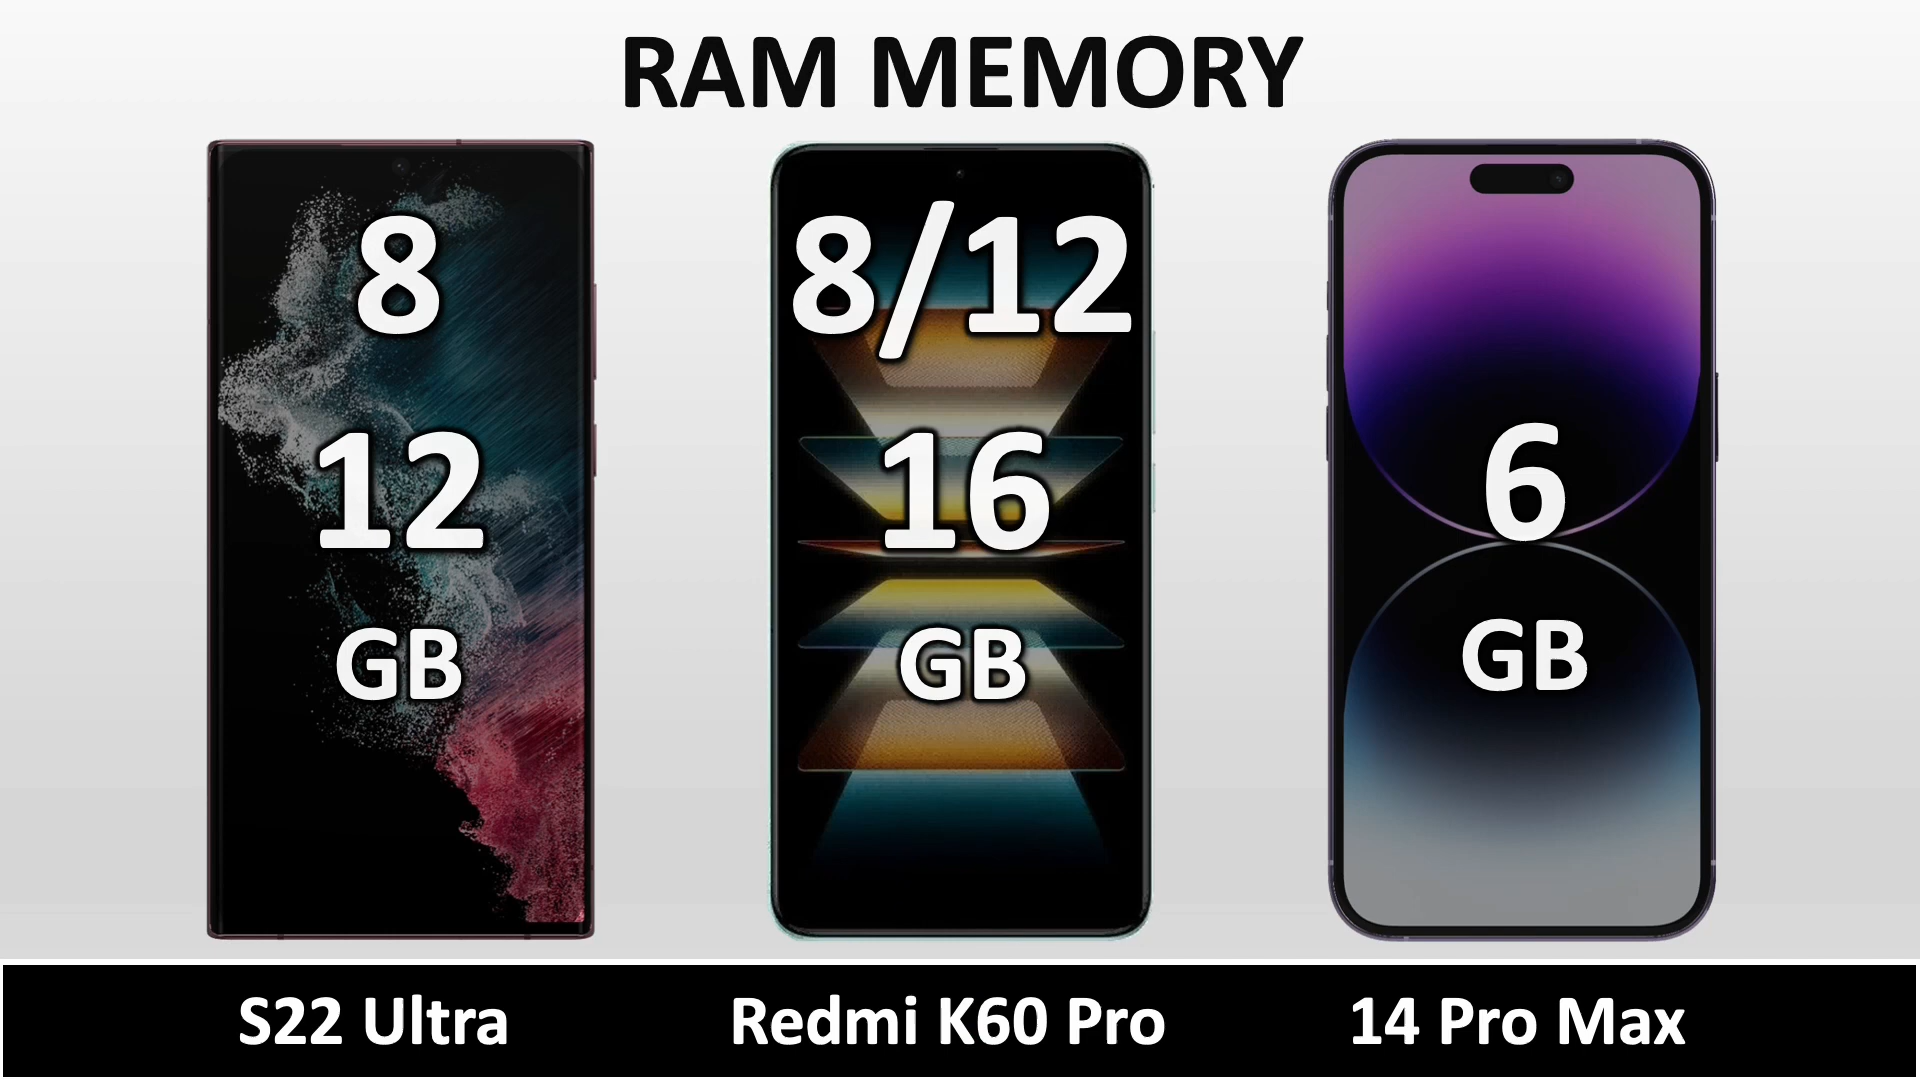 RAM MEMORY
8
12
GB
8/12
16
GB
6
GB
S22 Ultra
Redmi K60 Pro
14 Pro Max